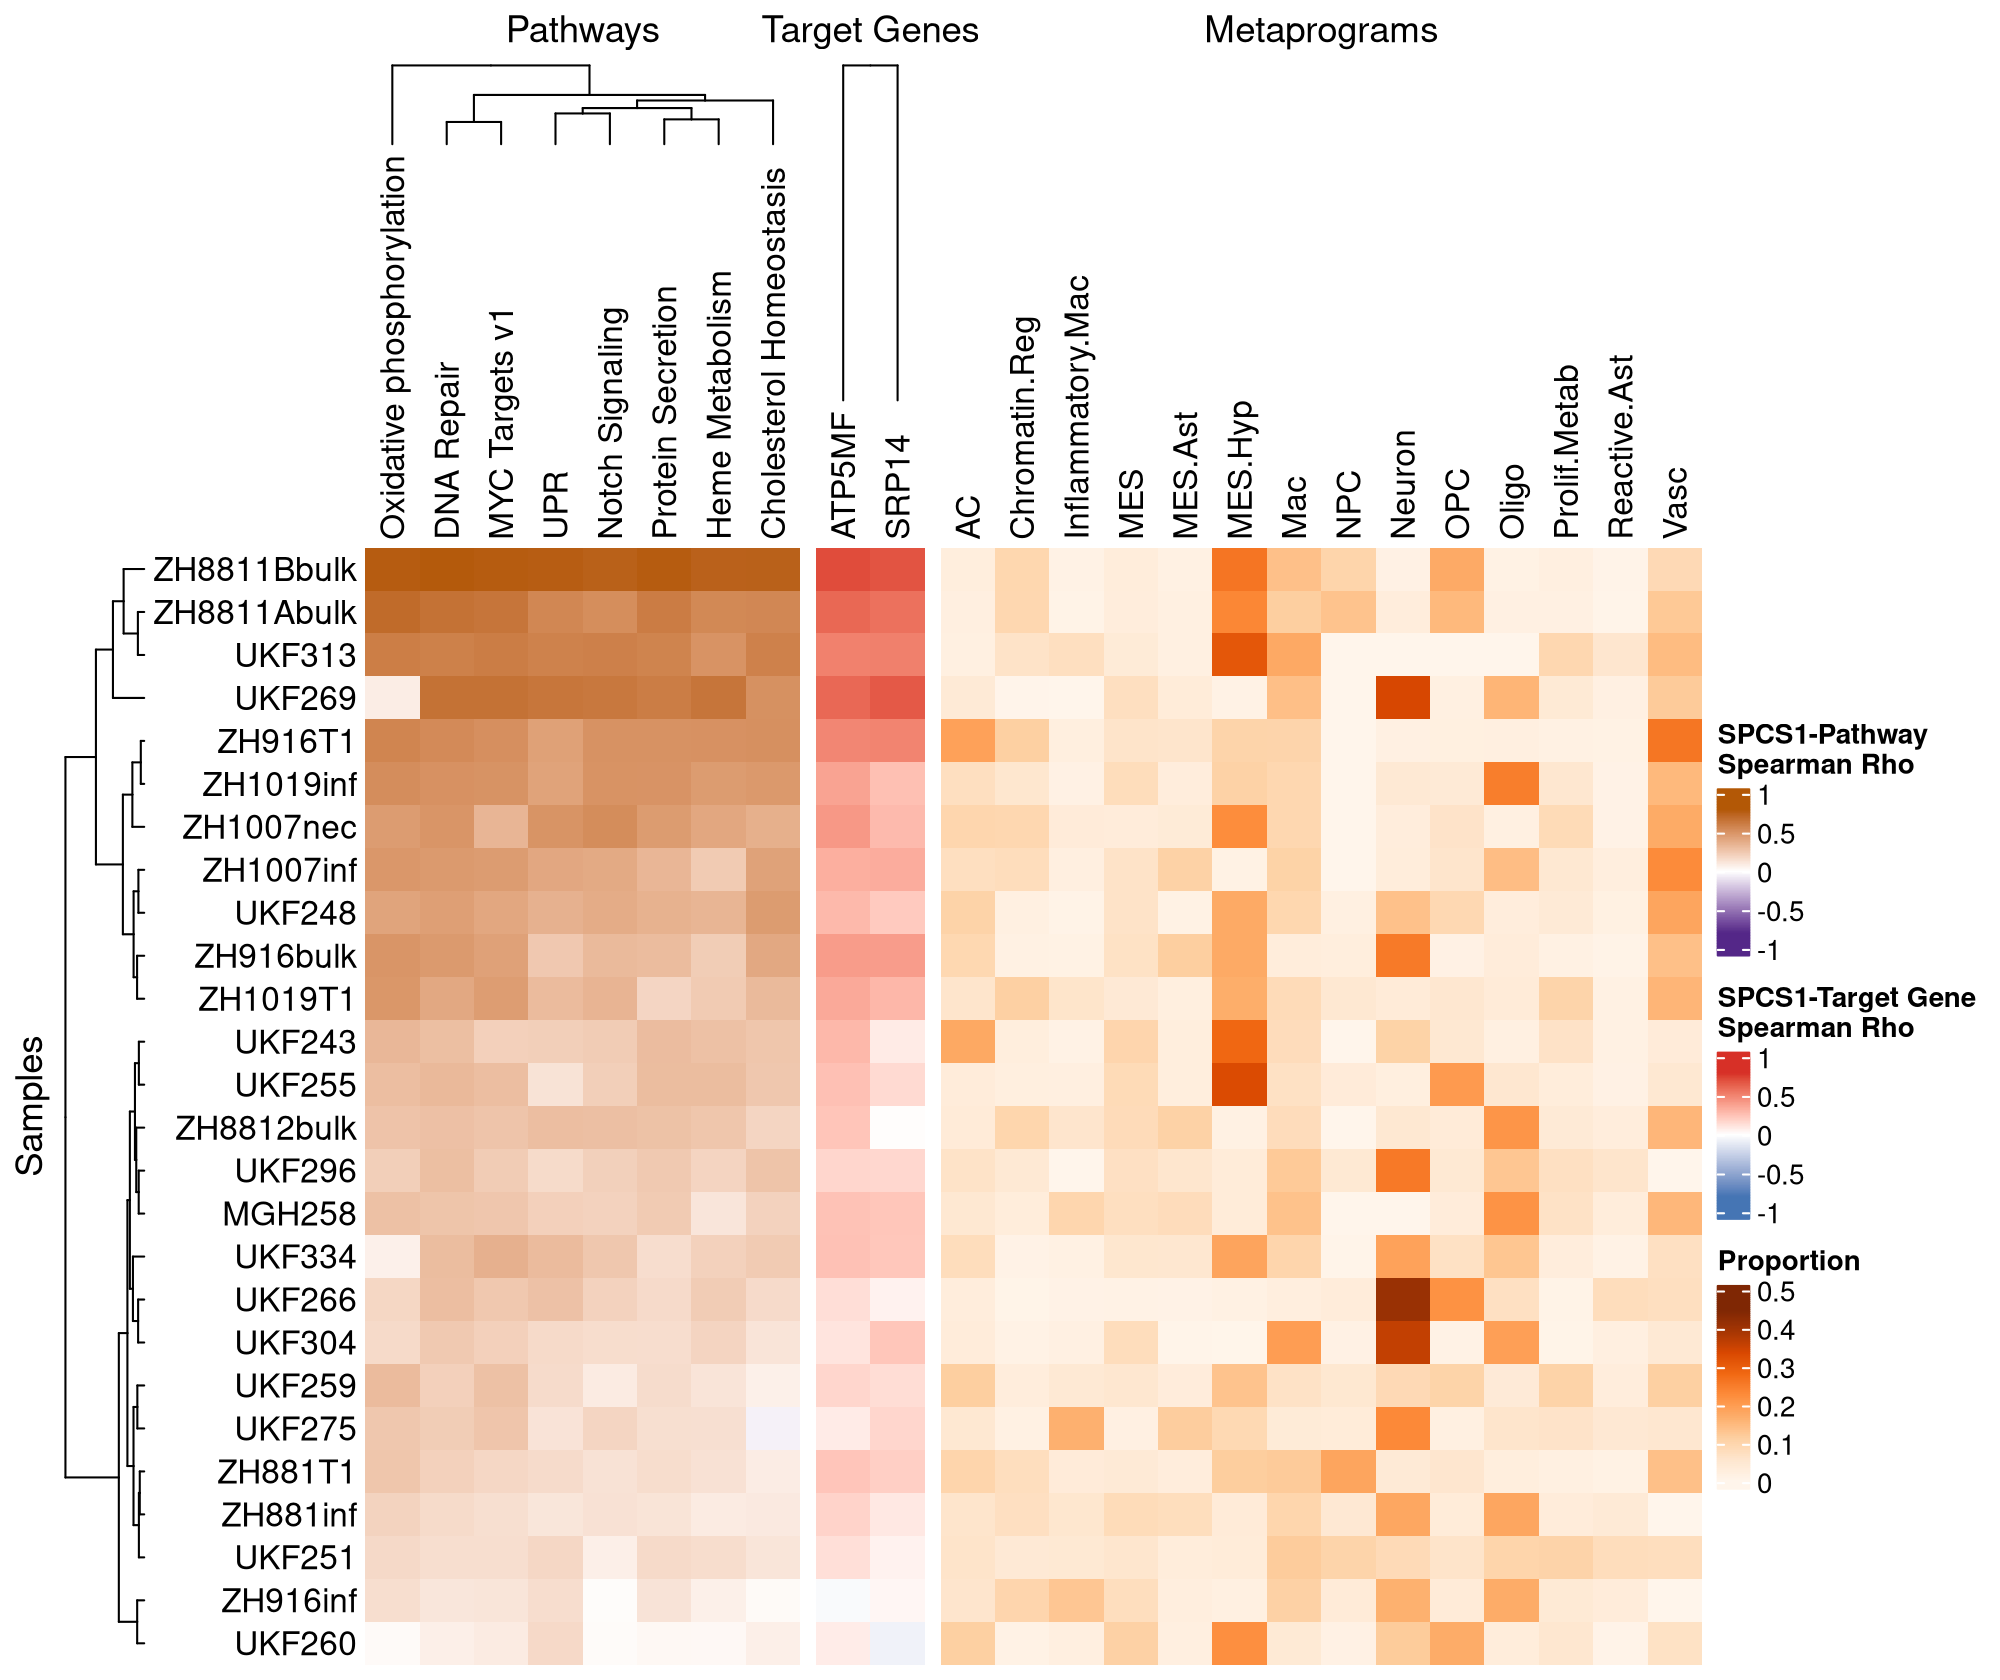 Pathways
Target Genes
Metaprograms
Oxidative phosphorylation
DNA Repair
MYC Targets v1
UPR
Notch Signaling
Protein Secretion
Heme Metabolism
Cholesterol Homeostasis
ATP5MF
SRP14
AC
Chromatin.Reg
Inflammatory.Mac
MES
MES.Ast
MES.Hyp
Mac
NPC
Neuron
OPC
Oligo
Prolif.Metab
Reactive.Ast
Vasc
Samples
ZH8811Bbulk
ZH8811Abulk
UKF313
UKF269
ZH916T1
ZH1019inf
ZH1007nec
ZH1007inf
UKF248
ZH916bulk
ZH1019T1
UKF243
UKF255
ZH8812bulk
UKF296
MGH258
UKF334
UKF266
UKF304
UKF259
UKF275
ZH881T1
ZH881inf
UKF251
ZH916inf
UKF260
SPCS1-Pathway
Spearman Rho
1
0.5
0
-0.5
-1
SPCS1-Target Gene
Spearman Rho
1
0.5
0
-0.5
-1
Proportion
0.5
0.4
0.3
0.2
0.1
0